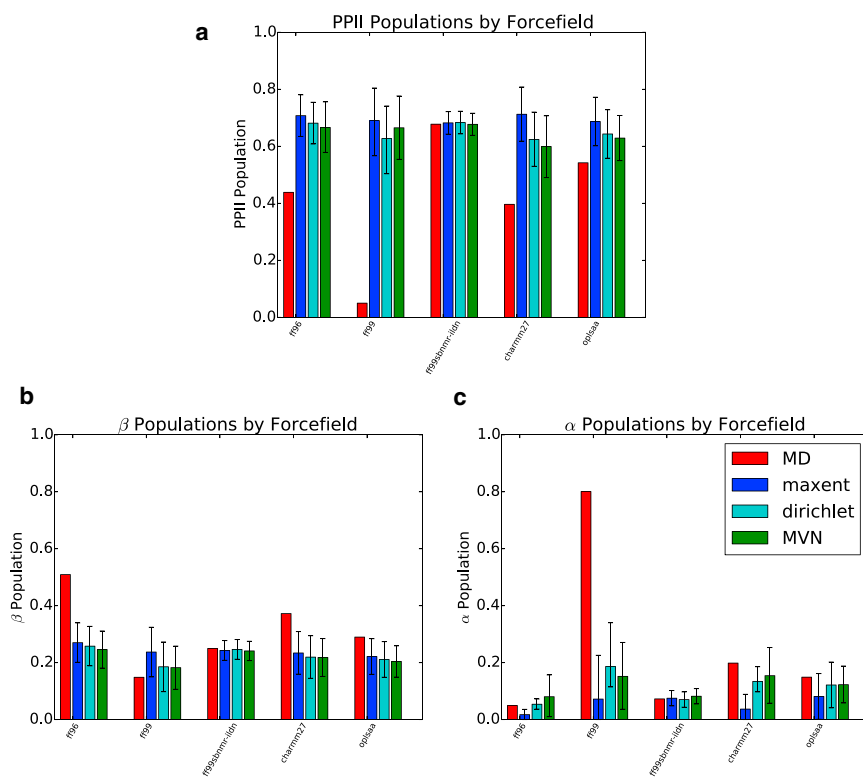 a
PPII Populations by Forcefield
1.0
0.8
0.6
0.4
0.2
0.0
PPII Population
ff96
ff99
ff99sbnmr-ildn
charmm27
oplsaa
b
β Populations by Forcefield
1.0
0.8
0.6
0.4
0.2
0.0
β Population
ff96
ff99
ff99sbnmr-ildn
charmm27
oplsaa
c
α Populations by Forcefield
1.0
0.8
0.6
0.4
0.2
0.0
α Population
ff96
ff99
ff99sbnmr-ildn
charmm27
oplsaa
MD
maxent
dirichlet
MVN